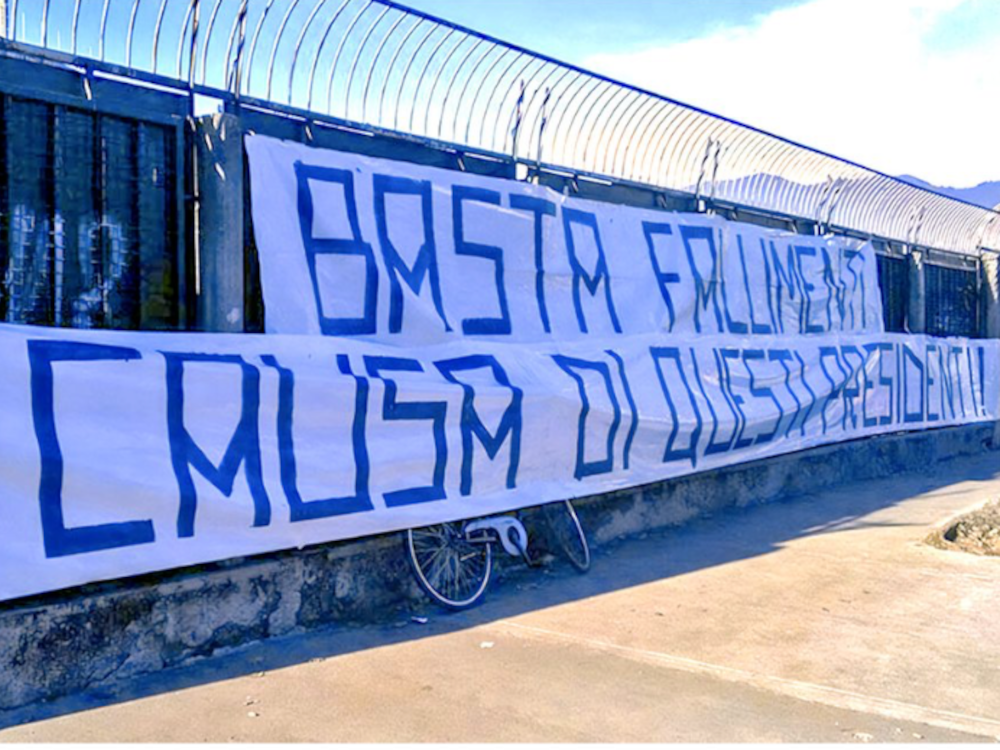 BASTA FALLIMENTI
CAUSA DI QUESTI PRESIDENTI!